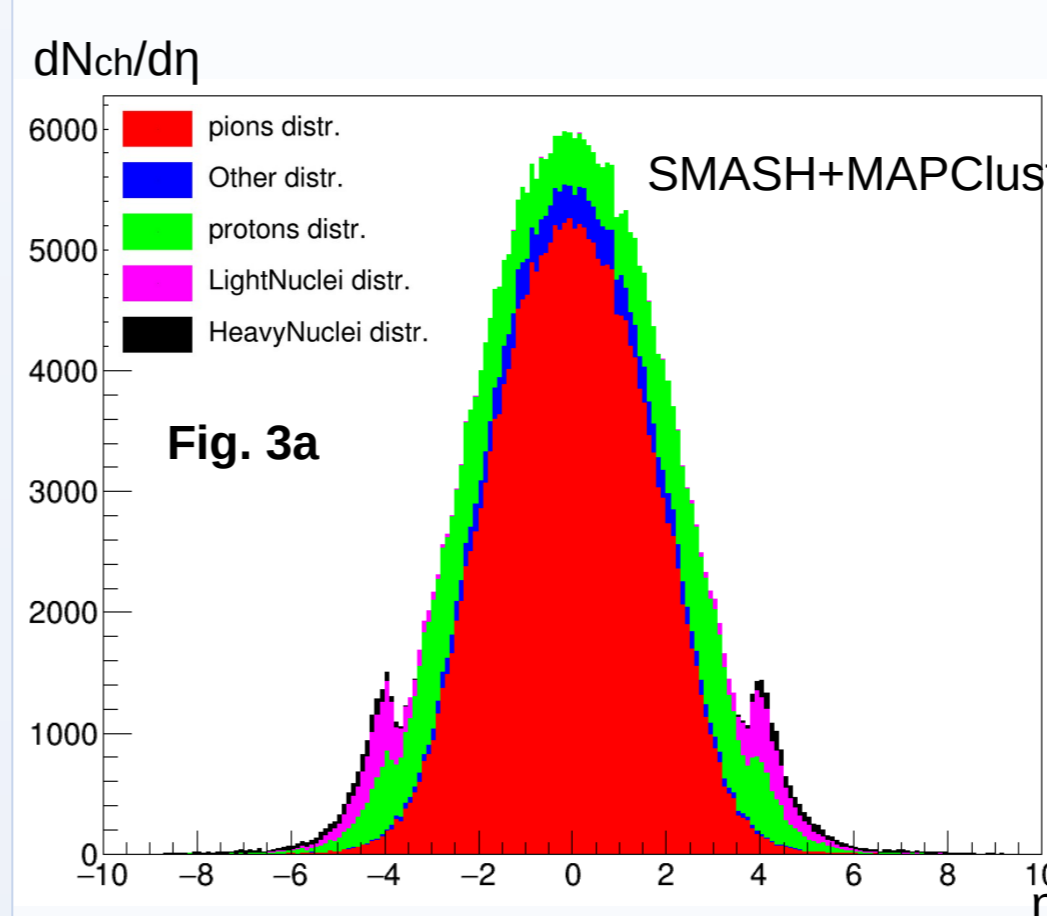 dNch/dη
6000
5000
4000
3000
2000
1000
0
pions distr.
Other distr.
protons distr.
LightNuclei distr.
HeavyNuclei distr.
SMASH+MAPClus
Fig. 3a
−10 −8 −6 −4 −2 0 2 4 6 8 10